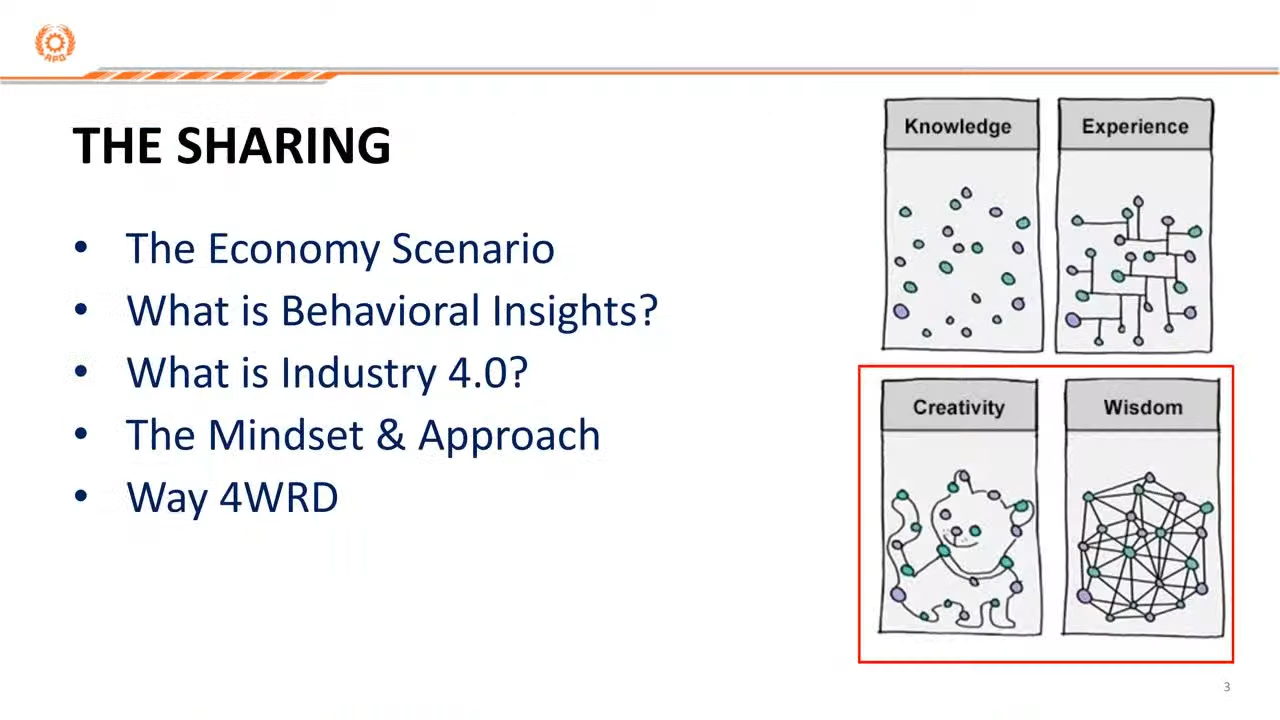 APO
THE SHARING
• The Economy Scenario
• What is Behavioral Insights?
• What is Industry 4.0?
• The Mindset & Approach
• Way 4WRD
Knowledge
Experience
Creativity
Wisdom
3